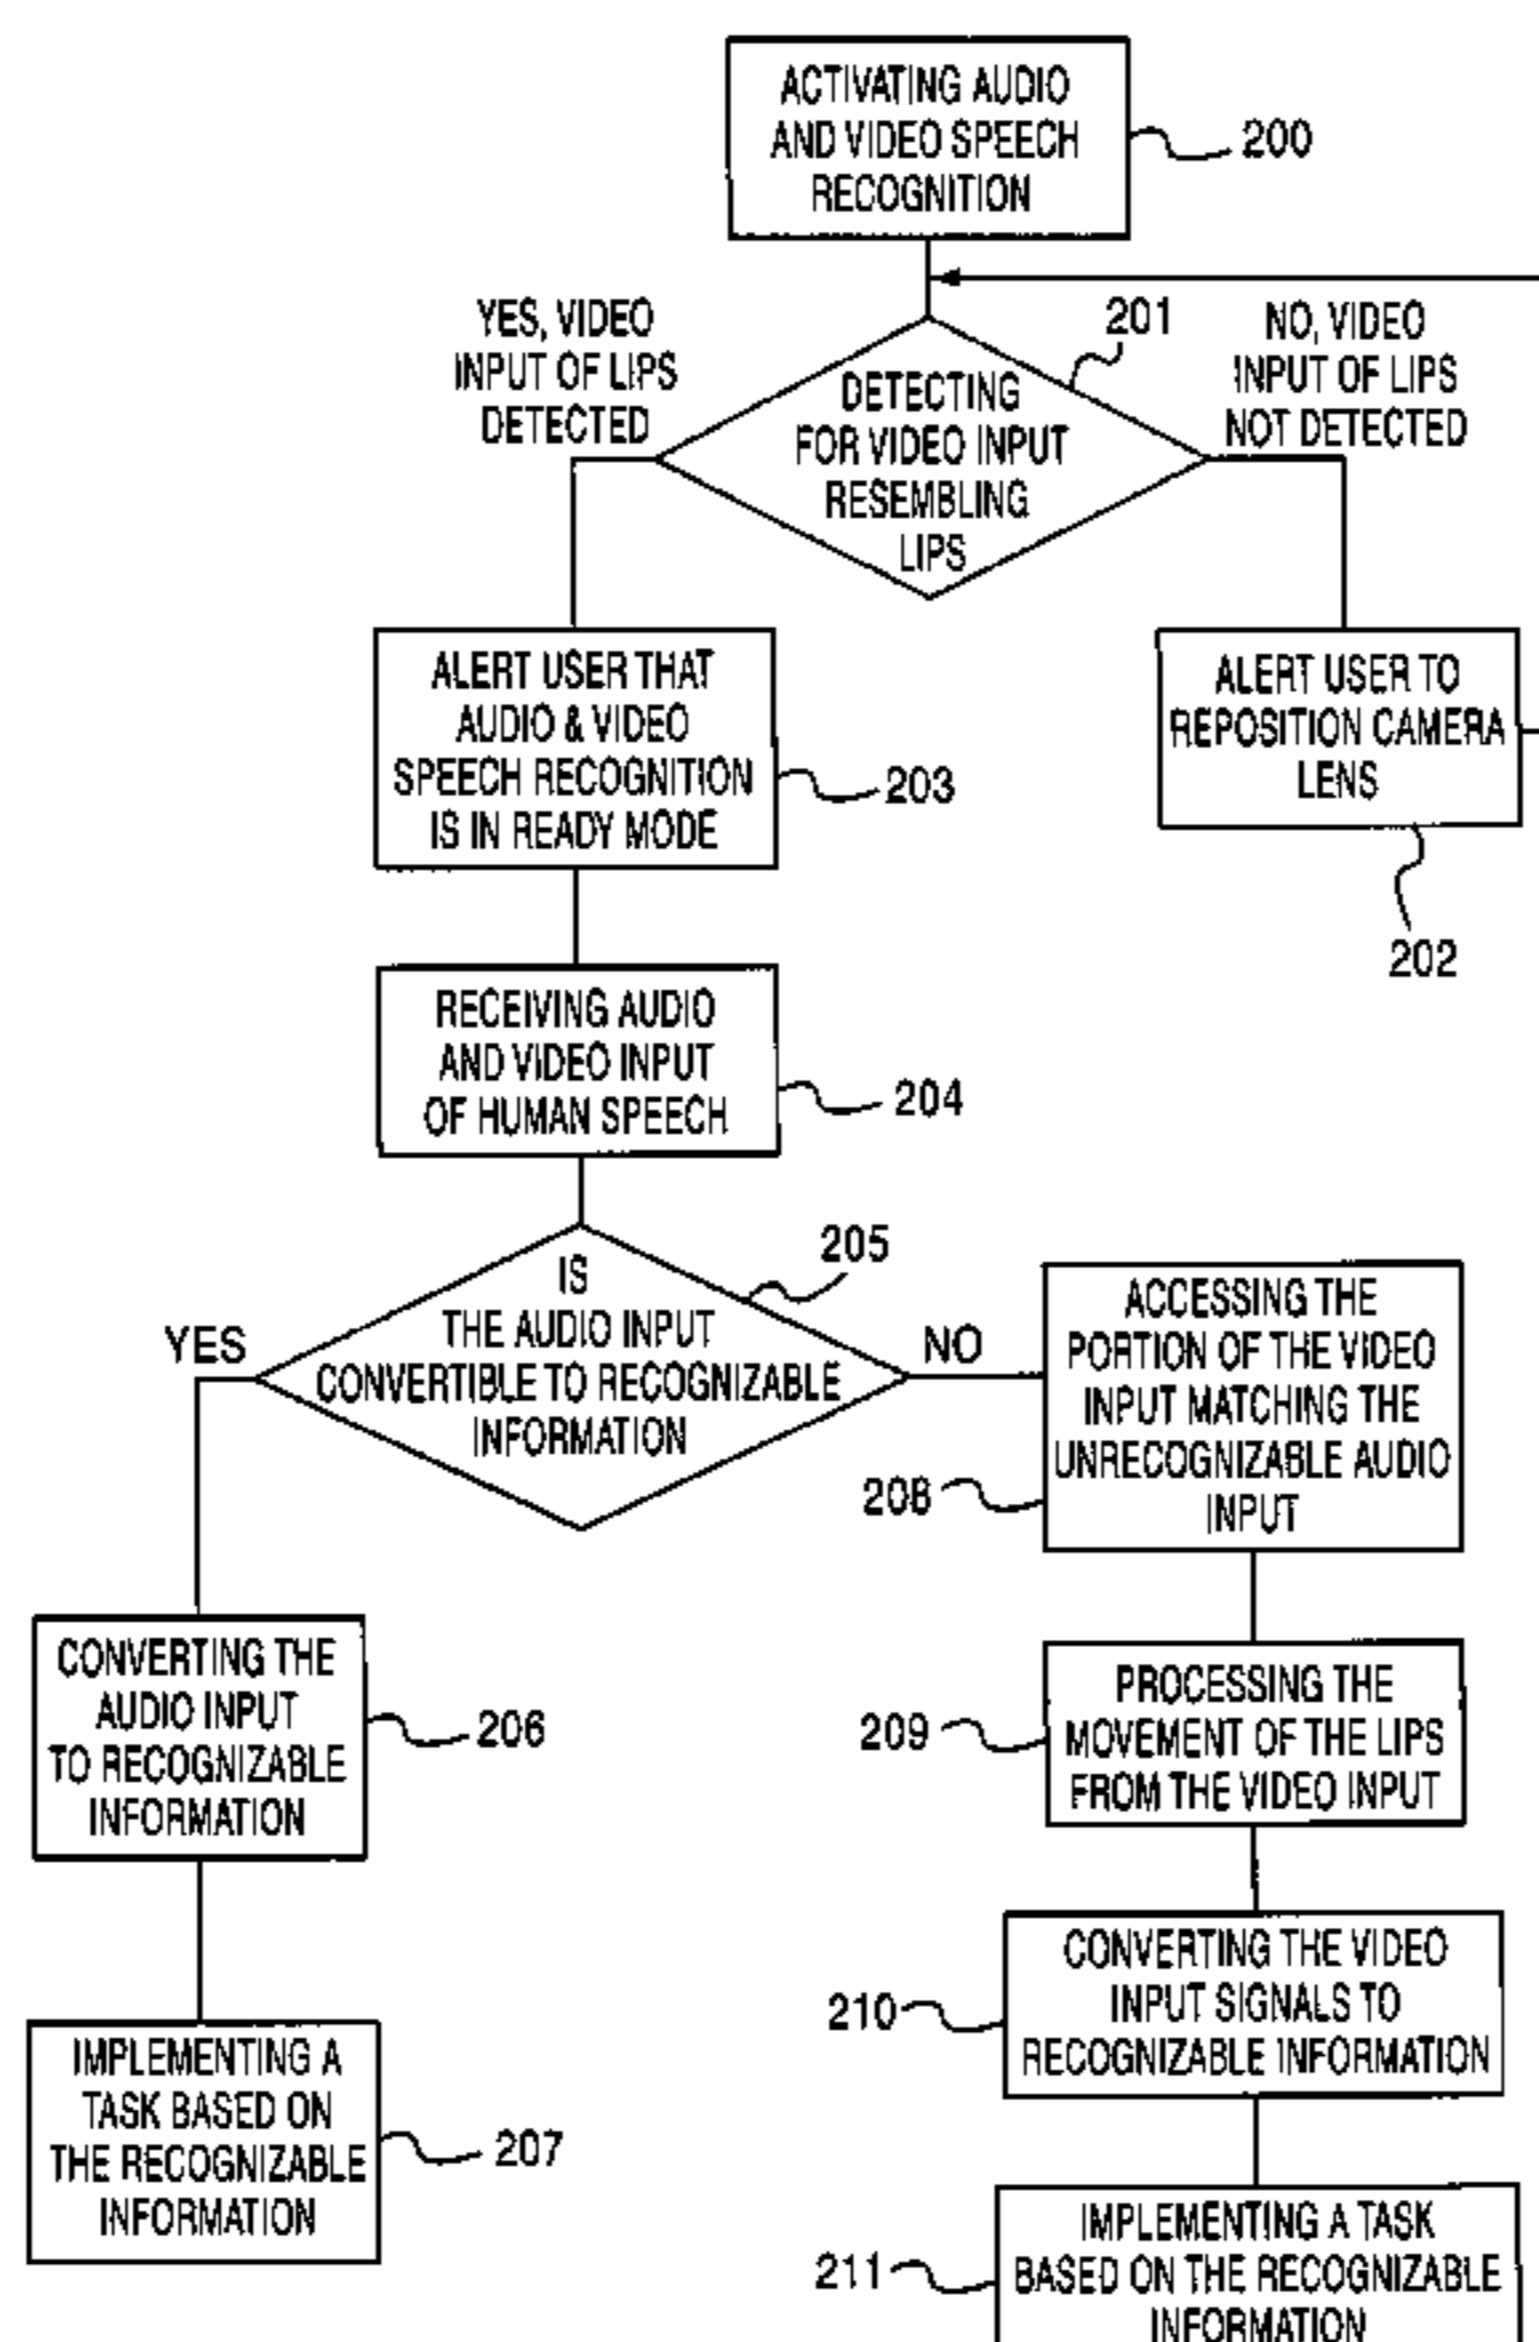 ACTIVATING AUDIO
AND VIDEO SPEECH
RECOGNITION
200
YES, VIDEO
INPUT OF LIPS
DETECTED
201
NO, VIDEO
INPUT OF LIPS
NOT DETECTED
DETECTING
FOR VIDEO INPUT
RESEMBLING
LIPS
ALERT USER THAT
AUDIO & VIDEO
SPEECH RECOGNITION
IS IN READY MODE
203
ALERT USER TO
REPOSITION CAMERA
LENS
202
RECEIVING AUDIO
AND VIDEO INPUT
OF HUMAN SPEECH
204
205
IS
THE AUDIO INPUT
CONVERTIBLE TO RECOGNIZABLE
INFORMATION
YES
NO
ACCESSING THE
PORTION OF THE VIDEO
INPUT MATCHING THE
UNRECOGNIZABLE AUDIO
INPUT
208
CONVERTING THE
AUDIO INPUT
TO RECOGNIZABLE
INFORMATION
206
PROCESSING THE
MOVEMENT OF THE LIPS
FROM THE VIDEO INPUT
209
CONVERTING THE VIDEO
INPUT SIGNALS TO
RECOGNIZABLE INFORMATION
210
IMPLEMENTING A
TASK BASED ON
THE RECOGNIZABLE
INFORMATION
207
IMPLEMENTING A TASK
BASED ON THE RECOGNIZABLE
INFORMATION
211